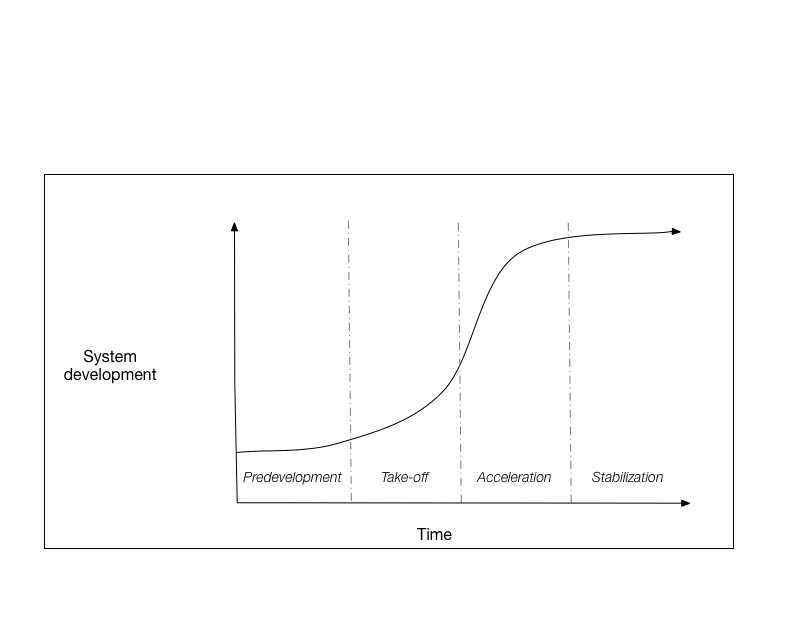 System
development
Predevelopment
Take-off
Acceleration
Stabilization
Time